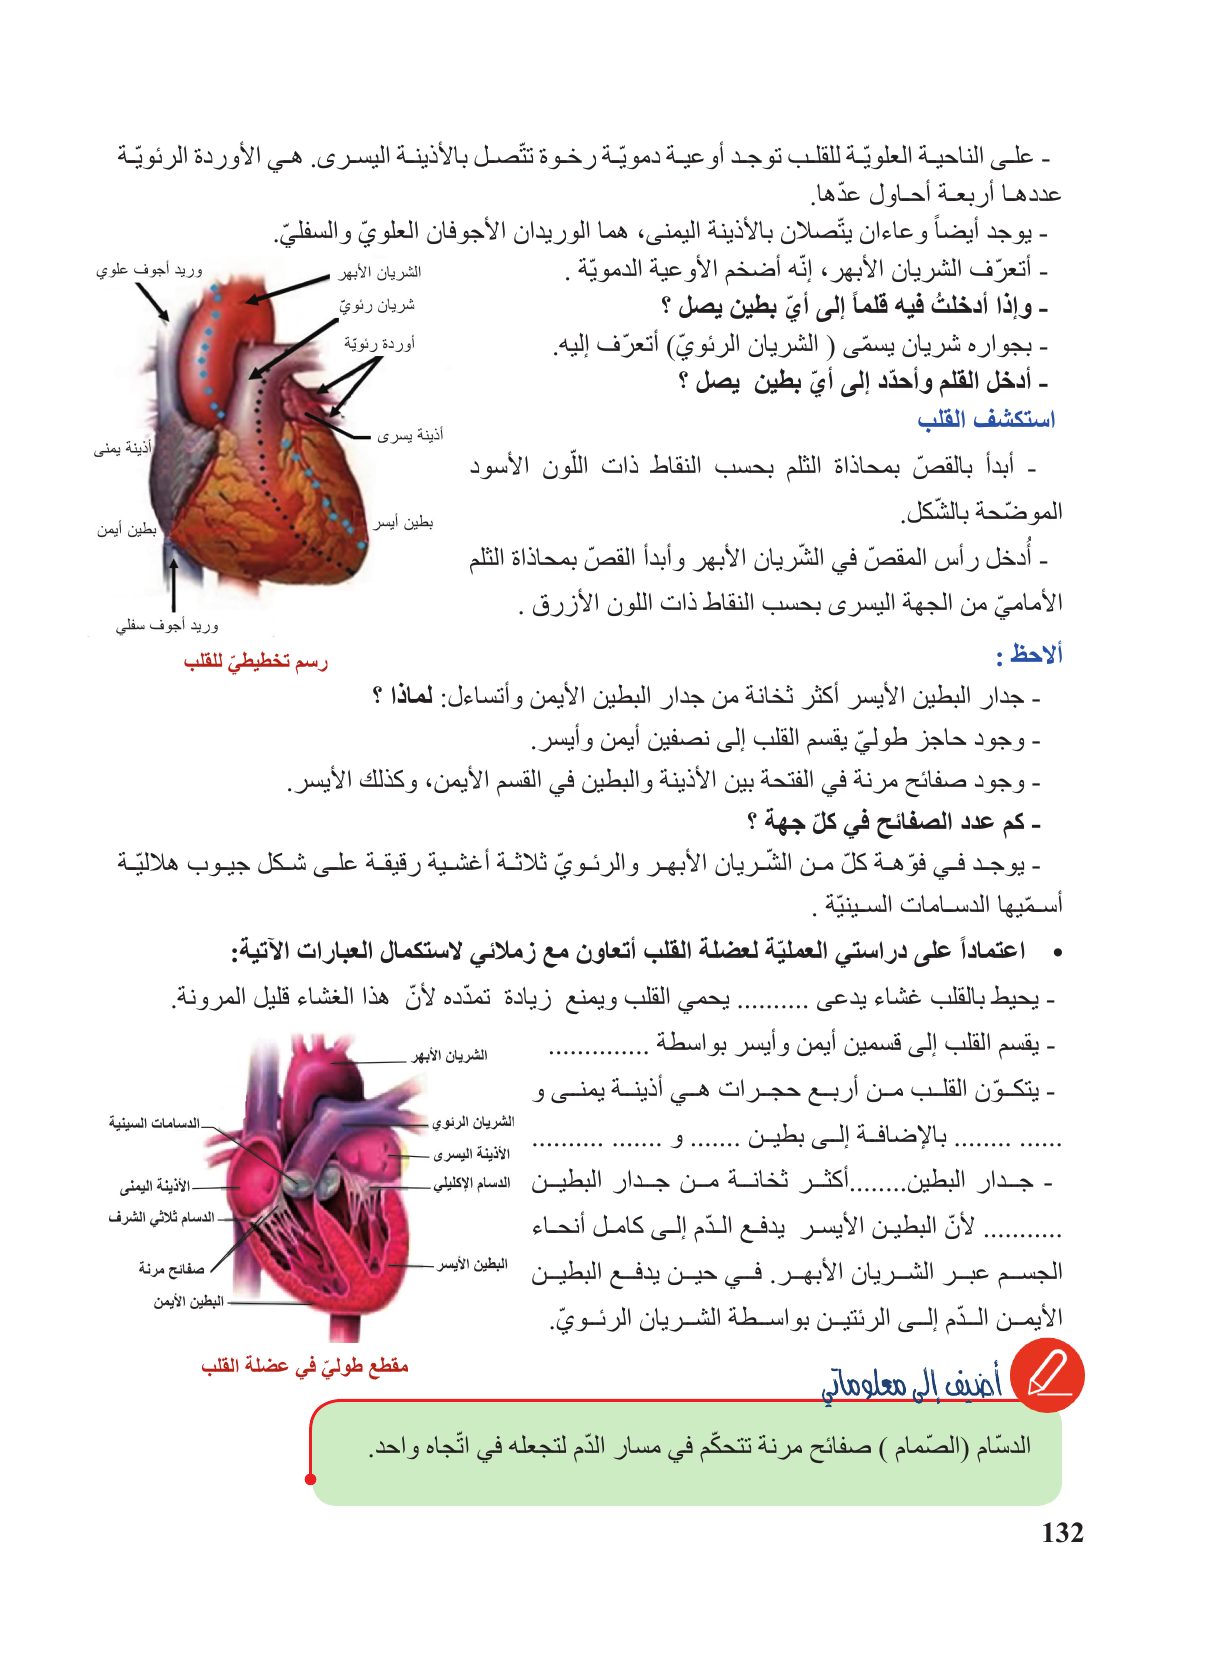 - على الناحية العلويّة للقلب توجد أوعية دمويّة رخوة تتّصل بالأذينة اليسرى. هي الأوردة الرئويّة
عددها أربعة أحاول عدّها.
- يوجد أيضاً وعاءان يتّصلان بالأذينة اليمنى، هما الوريدان الأجوفان العلويّ والسفليّ.
- أتعرّف الشريان الأبهر، إنّه أضخم الأوعية الدمويّة .
- وإذا أدخلتُ فيه قلماً إلى أيّ بطين يصل ؟
- بجواره شريان يسمّى ( الشريان الرئويّ) أتعرّف إليه.
- أدخل القلم وأحدّد إلى أيّ بطين يصل ؟
استكشف القلب
- أبدأ بالقصّ بمحاذاة الثلم بحسب النقاط ذات اللّون الأسود
الموضّحة بالشّكل.
- أُدخل رأس المقصّ في الشّريان الأبهر وأبدأ القصّ بمحاذاة الثلم
الأماميّ من الجهة اليسرى بحسب النقاط ذات اللون الأزرق .
وريد أجوف علوي
الشريان الأبهر
شريان رئويّ
أوردة رئويّة
أذينة يسرى
أذينة يمنى
بطين أيسر
بطين أيمن
وريد أجوف سفلي
رسم تخطيطيّ للقلب
ألاحظ :
- جدار البطين الأيسر أكثر ثخانة من جدار البطين الأيمن وأتساءل: لماذا ؟
- وجود حاجز طوليّ يقسم القلب إلى نصفين أيمن وأيسر.
- وجود صفائح مرنة في الفتحة بين الأذينة والبطين في القسم الأيمن، وكذلك الأيسر.
- كم عدد الصفائح في كلّ جهة ؟
- يوجد في فوّهة كلّ من الشّريان الأبهر والرئويّ ثلاثة أغشية رقيقة على شكل جيوب هلاليّة
أسمّيها الدسامات السينيّة .
• اعتماداً على دراستي العمليّة لعضلة القلب أتعاون مع زملائي لاستكمال العبارات الآتية:
- يحيط بالقلب غشاء يدعى .......... يحمي القلب ويمنع زيادة تمدّده لأنّ هذا الغشاء قليل المرونة.
- يقسم القلب إلى قسمين أيمن وأيسر بواسطة ..............
- يتكوّن القلب من أربع حجرات هي أذينة يمنى و
...... ........ بالإضافة إلى بطين ....... و ....... ..........
- جدار البطين........أكثر ثخانة من جدار البطين
........... لأنّ البطين الأيسر يدفع الدّم إلى كامل أنحاء
الجسم عبر الشريان الأبهر. في حين يدفع البطين
الأيمن الدّم إلى الرئتين بواسطة الشريان الرئويّ.
الشريان الأبهر
الشريان الرئوي
الدسامات السينية
الأذينة اليسرى
الدسام الإكليلي
الأذينة اليمنى
الدسام ثلاثي الشرف
صفائح مرنة
البطين الأيسر
البطين الأيمن
مقطع طوليّ في عضلة القلب
أضيف إلى معلوماتي
الدسّام (الصّمام ) صفائح مرنة تتحكّم في مسار الدّم لتجعله في اتّجاه واحد.
132